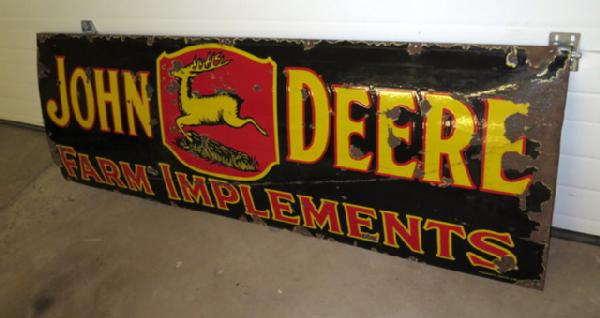 JOHN DEERE
FARM IMPLEMENTS